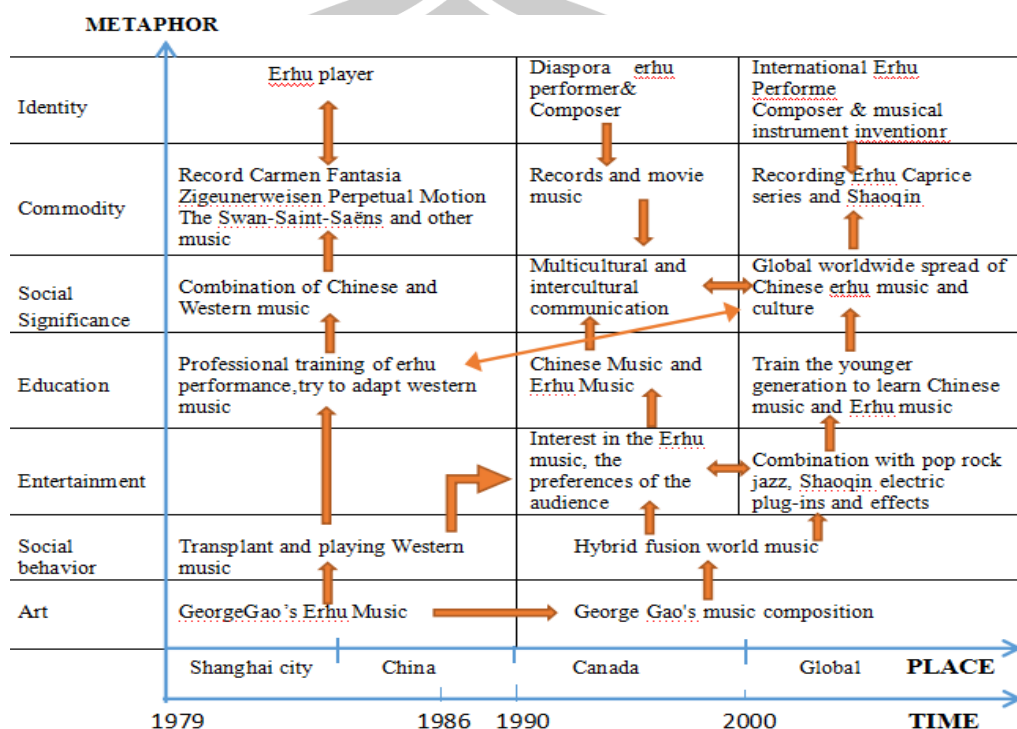 METAPHOR
Identity
Erhu player
Diaspora erhu
performer&
Composer
International Erhu
Performe
Composer & musical
instrument inventionr
Commodity
Record Carmen Fantasia
Zigeunerweisen Perpetual Motion
The Swan-Saint-Saëns and other
music
Records and movie
music
Recording Erhu Caprice
series and Shaoqin
Social
Significance
Combination of Chinese and
Western music
Multicultural and
intercultural
communication
Global worldwide spread of
Chinese erhu music and
culture
Education
Professional training of erhu
performance,try to adapt western
music
Chinese Music and
Erhu Music
Train the younger
generation to learn Chinese
music and Erhu music
Entertainment
Interest in the Erhu
music, the
preferences of the
audience
Combination with pop rock
jazz, Shaoqin electric
plug-ins and effects
Social
behavior
Transplant and playing Western
music
Hybrid fusion world music
Art
GeorgeGao’s Erhu Music
George Gao's music composition
Shanghai city
China
Canada
Global
PLACE
1979
1986
1990
2000
TIME